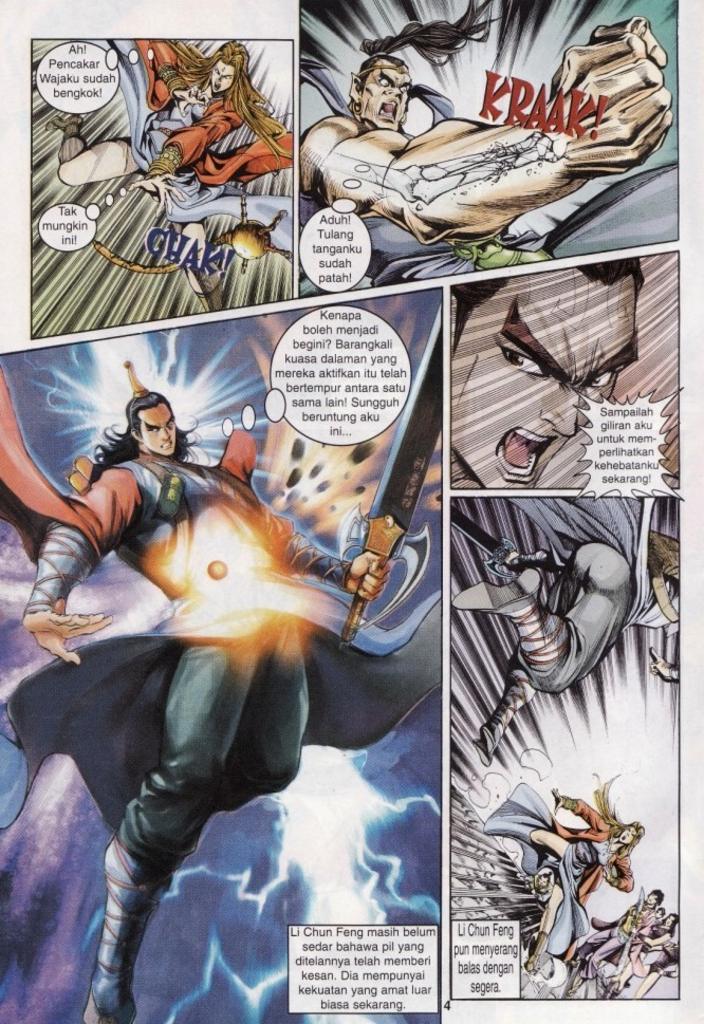 Ah!
Pencakar
Wajaku sudah
bengkok!
Tak
mungkin
ini!
CHAK!
KRAAK!
Aduh!
Tulang
tanganku
sudah
patah!
Kenapa
boleh menjadi
begini? Barangkali
kuasa dalaman yang
mereka aktifkan itu telah
bertempur antara satu
sama lain! Sungguh
beruntung aku
ini...
Sampailah
giliran aku
untuk mem-
perlihatkan
kehebatanku
sekarang!
Li Chun Feng masih belum
sedar bahawa pil yang
ditelannya telah memberi
kesan. Dia mempunyai
kekuatan yang amat luar
biasa sekarang.
Li Chun Feng
pun menyerang
balas dengan
segera.
4